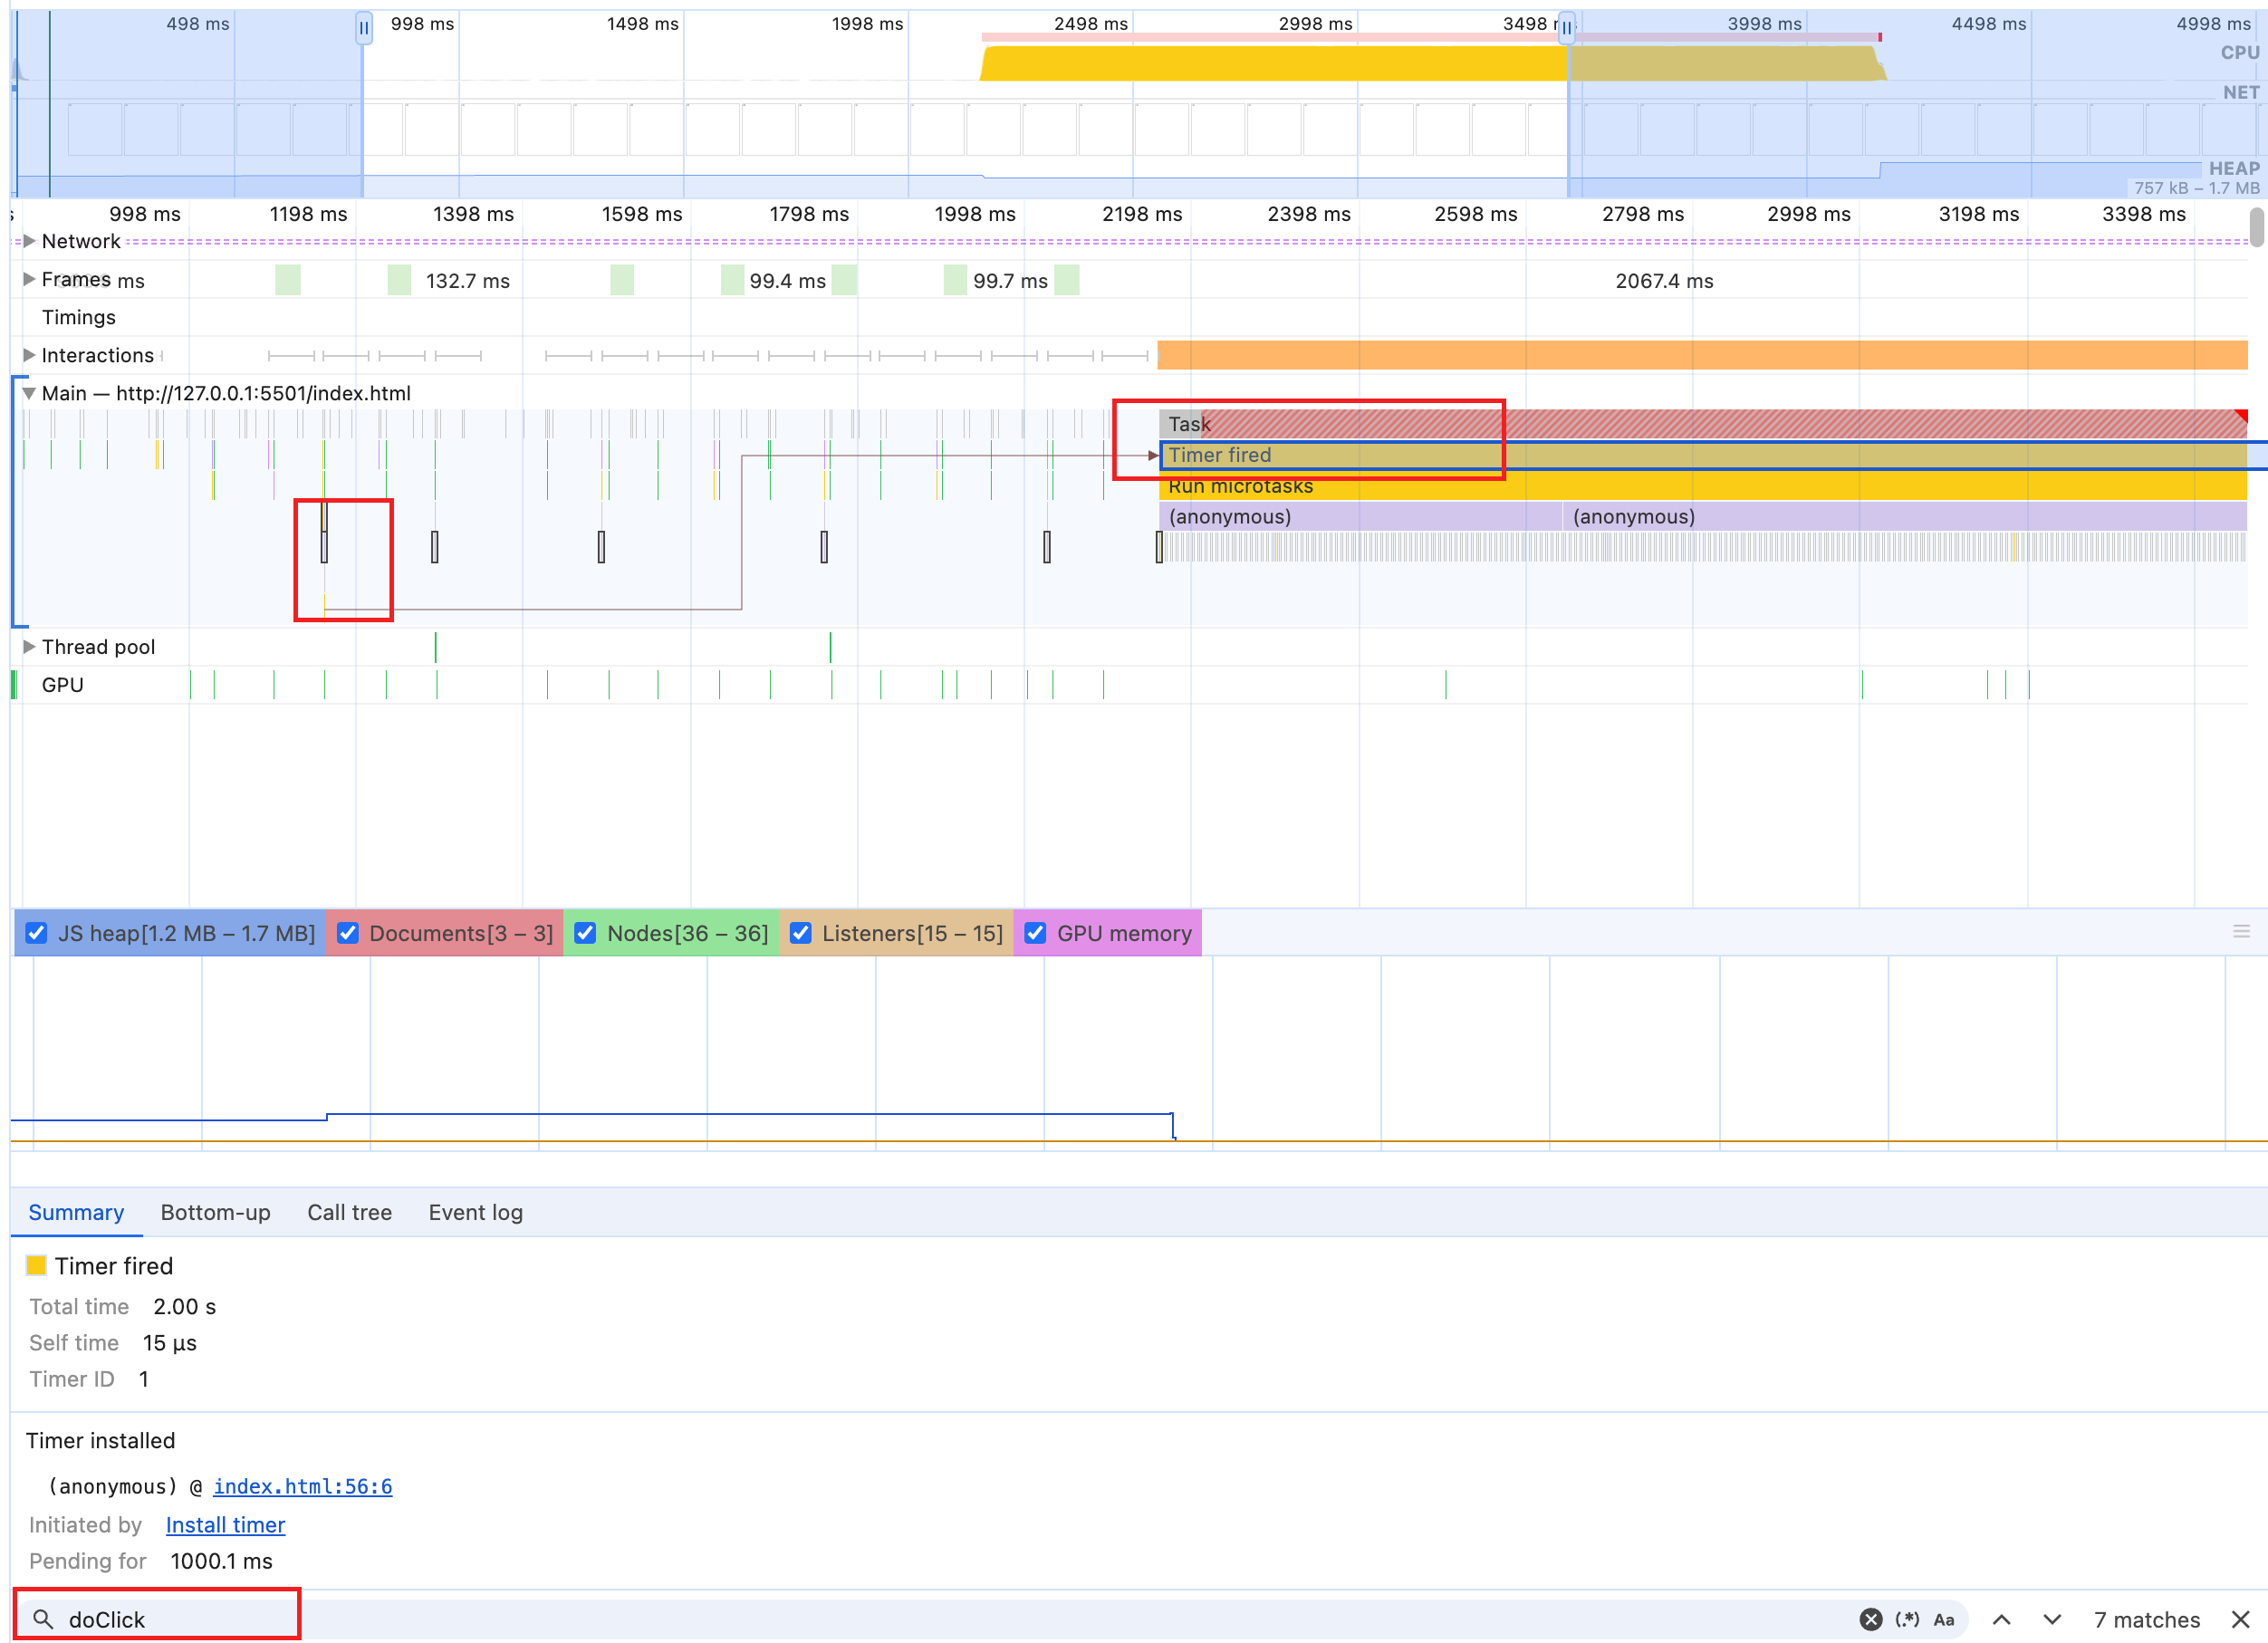 498 ms 998 ms 1498 ms 1998 ms 2498 ms 2998 ms 3498 3998 ms 4498 ms 4998 ms
CPU
NET
HEAP
757 kB – 1.7 MB
998 ms 1198 ms 1398 ms 1598 ms 1798 ms 1998 ms 2198 ms 2398 ms 2598 ms 2798 ms 2998 ms 3198 ms 3398 ms
Network
Frames ms 132.7 ms 99.4 ms 99.7 ms 2067.4 ms
Timings
Interactions
Main — http://127.0.0.1:5501/index.html
Task
Timer fired
Run microtasks
(anonymous) (anonymous)
Thread pool
GPU
JS heap[1.2 MB – 1.7 MB] Documents[3 – 3] Nodes[36 – 36] Listeners[15 – 15] GPU memory
Summary Bottom-up Call tree Event log
Timer fired
Total time 2.00 s
Self time 15 μs
Timer ID 1
Timer installed
(anonymous) @ index.html:56:6
Initiated by Install timer
Pending for 1000.1 ms
doClick (.*) Aa 7 matches